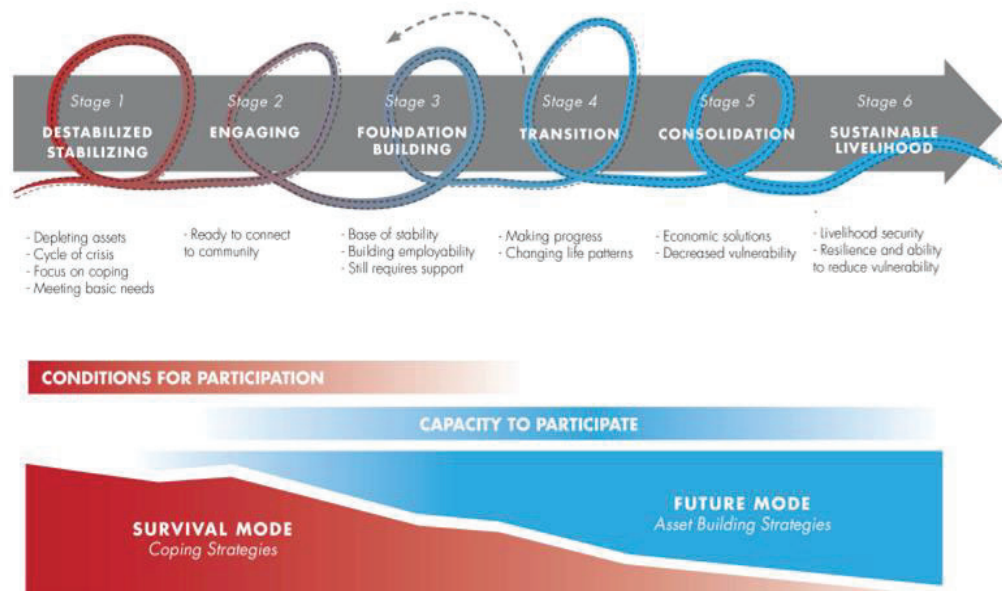 Stage 1
DESTABILIZED
STABILIZING
Stage 2
ENGAGING
Stage 3
FOUNDATION
BUILDING
Stage 4
TRANSITION
Stage 5
CONSOLIDATION
Stage 6
SUSTAINABLE
LIVELIHOOD
- Depleting assets
- Cycle of crisis
- Focus on coping
- Meeting basic needs
- Ready to connect
to community
- Base of stability
- Building employability
- Still requires support
- Making progress
- Changing life patterns
- Economic solutions
- Decreased vulnerability
- Livelihood security
- Resilience and ability
to reduce vulnerability
CONDITIONS FOR PARTICIPATION
CAPACITY TO PARTICIPATE
SURVIVAL MODE
Coping Strategies
FUTURE MODE
Asset Building Strategies